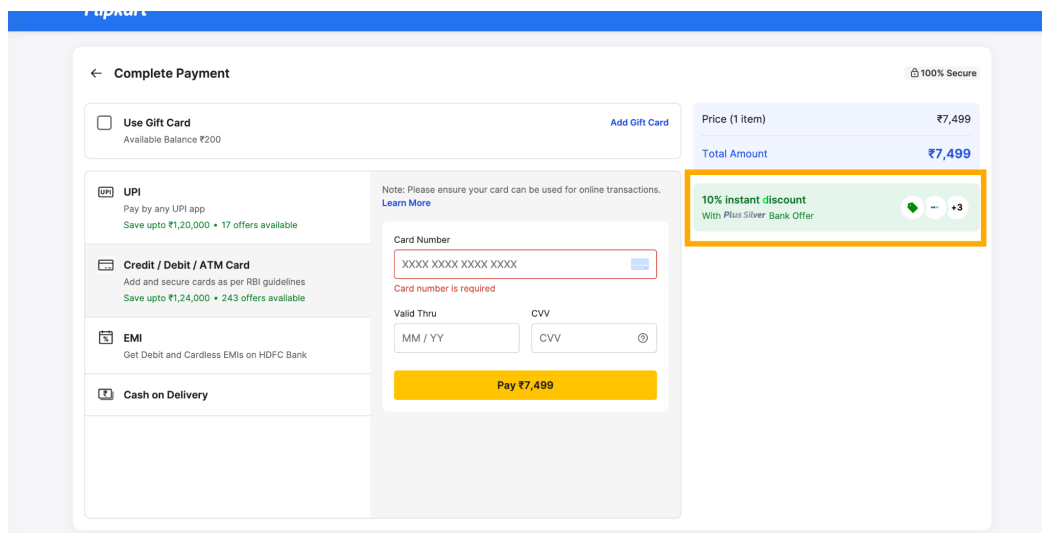 Flipkart
Complete Payment
100% Secure
Use Gift Card
Available Balance ₹200
Add Gift Card
UPI
UPI
Pay by any UPI app
Save upto ₹1,20,000 • 17 offers available
Credit / Debit / ATM Card
Add and secure cards as per RBI guidelines
Save upto ₹1,24,000 • 243 offers available
EMI
Get Debit and Cardless EMIs on HDFC Bank
Cash on Delivery
Note: Please ensure your card can be used for online transactions.
Learn More
Card Number
XXXX XXXX XXXX XXXX
Card number is required
Valid Thru
CVV
MM / YY
CVV
Pay ₹7,499
Price (1 item)
₹7,499
Total Amount
₹7,499
10% instant discount
With Plus Silver Bank Offer
+3